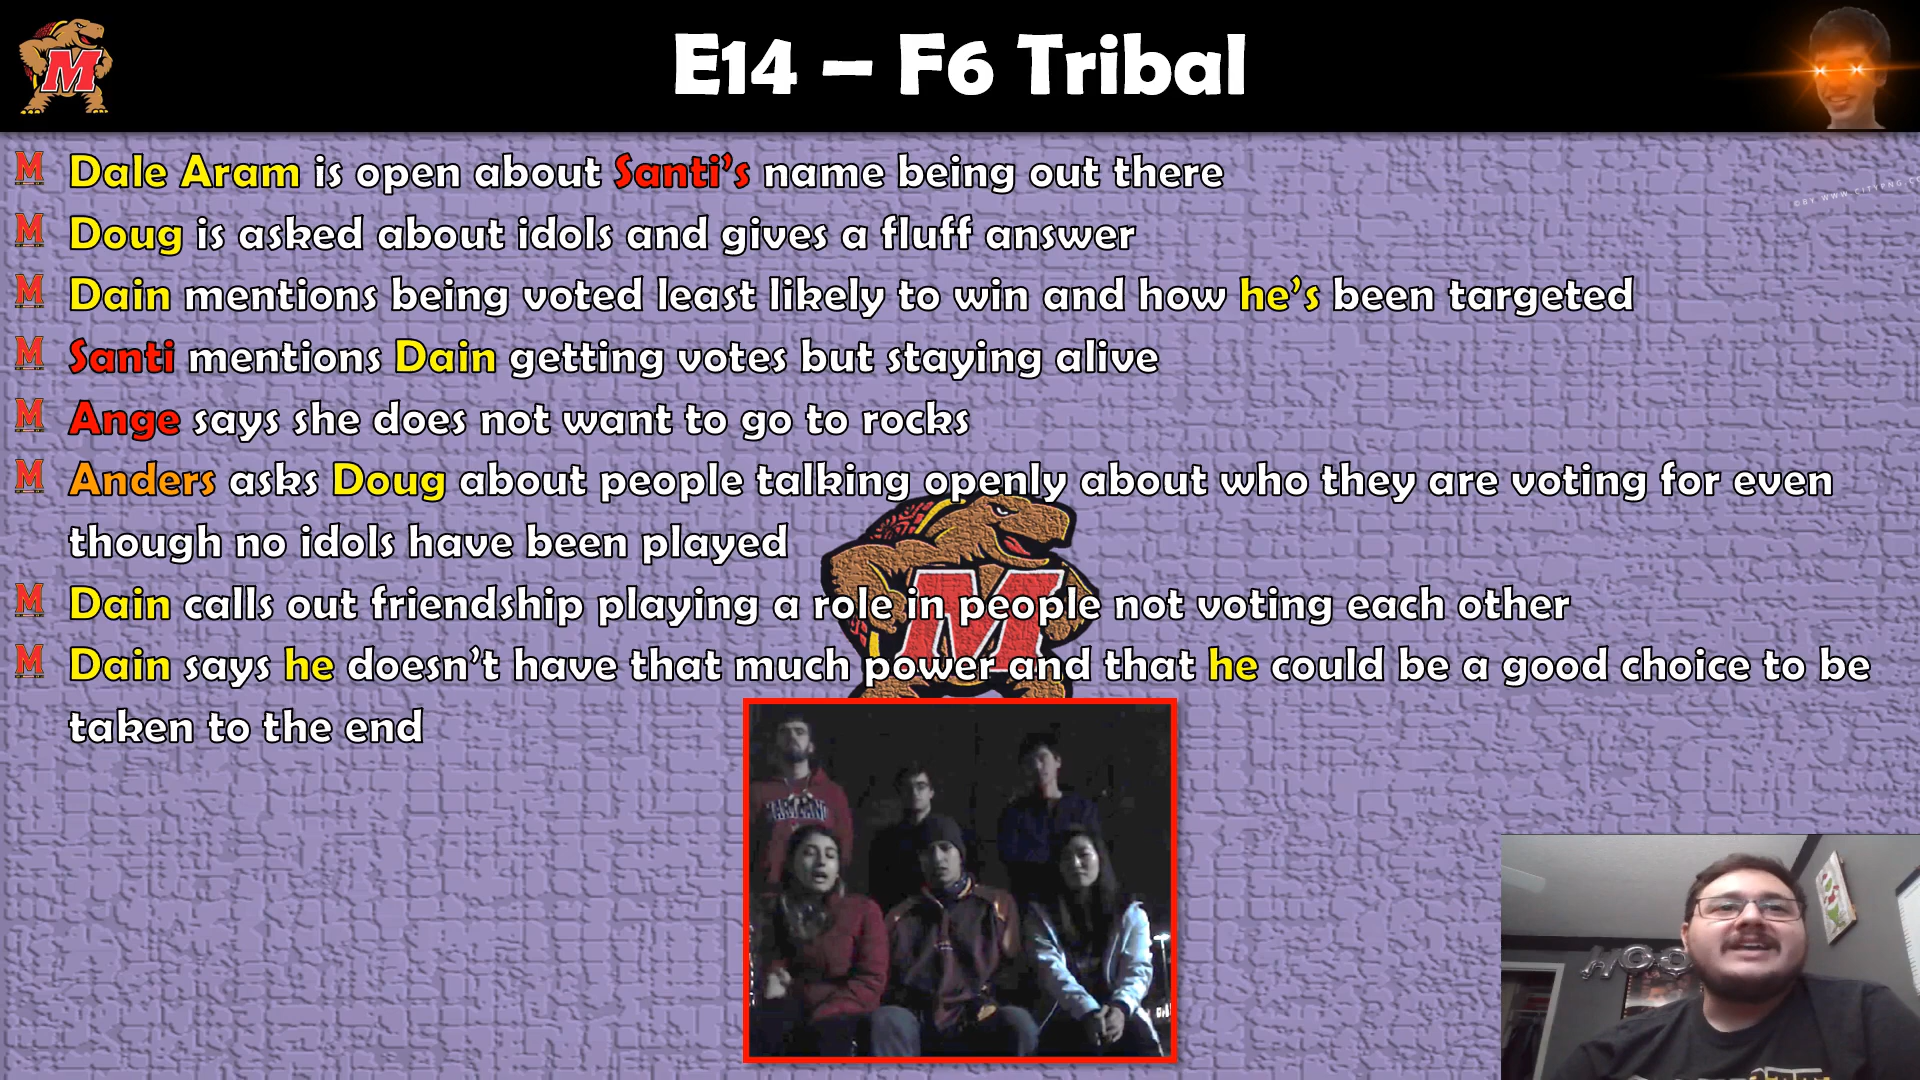 E14 – F6 Tribal
©BY WWW.CITYPNG.CO
Dale Aram is open about Santi's name being out there
Doug is asked about idols and gives a fluff answer
Dain mentions being voted least likely to win and how he's been targeted
Santi mentions Dain getting votes but staying alive
Ange says she does not want to go to rocks
Anders asks Doug about people talking openly about who they are voting for even
though no idols have been played
Dain calls out friendship playing a role in people not voting each other
Dain says he doesn't have that much power and that he could be a good choice to be
taken to the end
M
MARYLAND